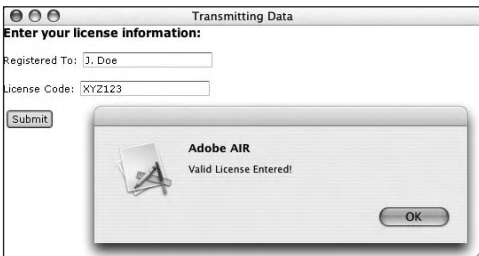 Transmitting Data
Enter your license information:
Registered To: J. Doe
License Code: XYZ123
Submit
Adobe AIR
Valid License Entered!
OK